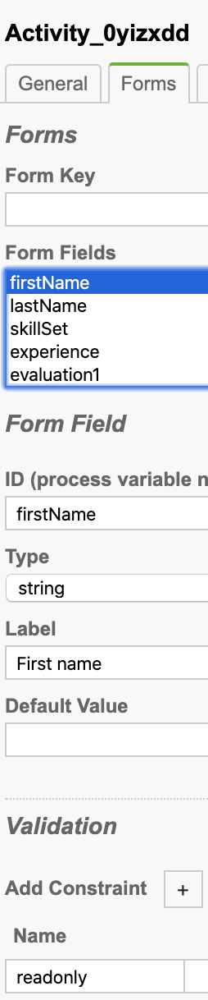 Activity_0yizxdd
General
Forms
Forms
Form Key
Form Fields
firstName
lastName
skillSet
experience
evaluation1
Form Field
ID (process variable n
firstName
Type
string
Label
First name
Default Value
Validation
Add Constraint +
Name
readonly